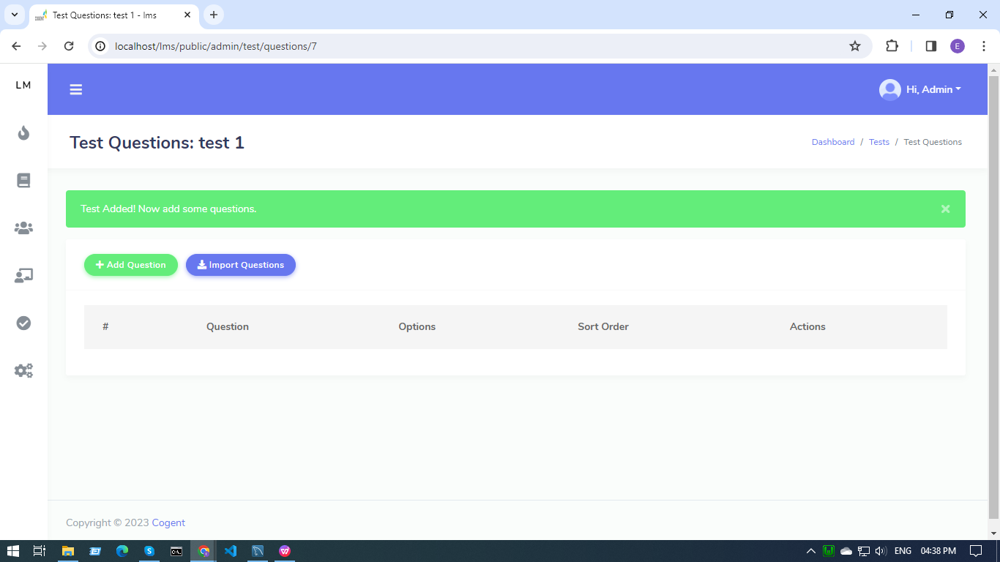 Test Questions: test 1 - lms
localhost/lms/public/admin/test/questions/7
E
LM
Hi, Admin
Test Questions: test 1
Dashboard / Tests / Test Questions
Test Added! Now add some questions.
Add Question Import Questions
# Question Options Sort Order Actions
Copyright © 2023 Cogent
ENG 04:38 PM